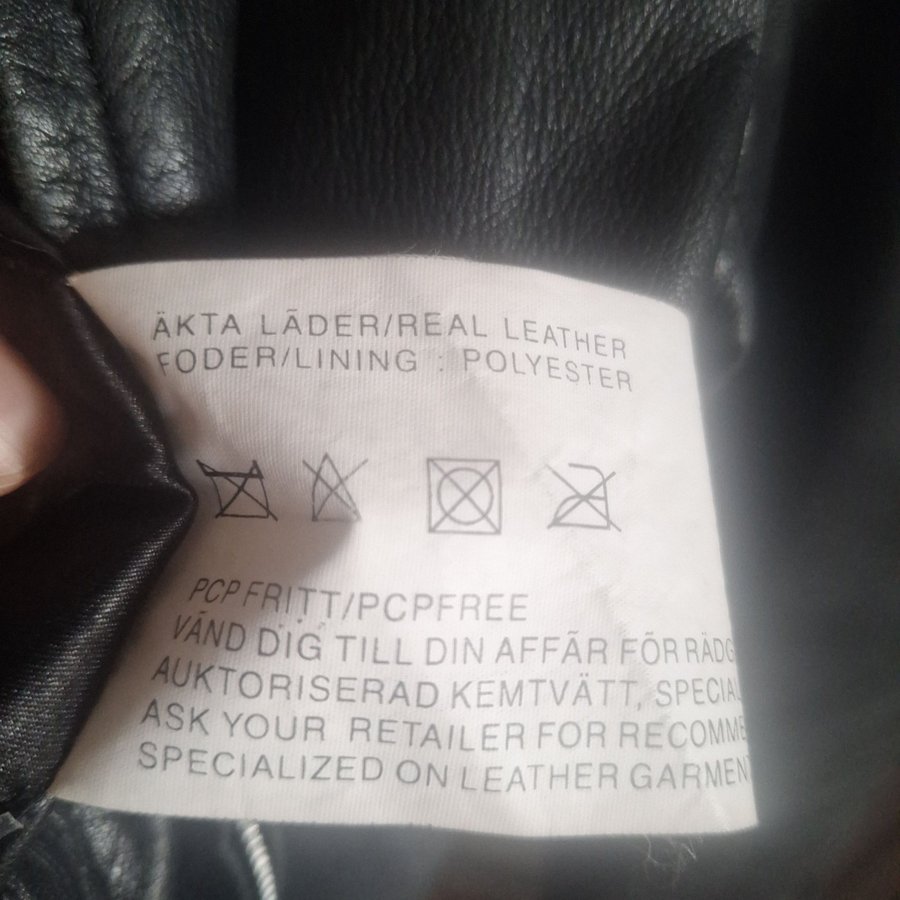 ÄKTA LÄDER/REAL LEATHER
FODER/LINING : POLYESTER
PCP FRITT/PCPFREE
VÄND DIG TILL DIN AFFÄR FÖR
AUKTORISERAD KEMTVÄTT,
ASK YOUR RETAILER FOR
SPECIALIZED ON LEATHER